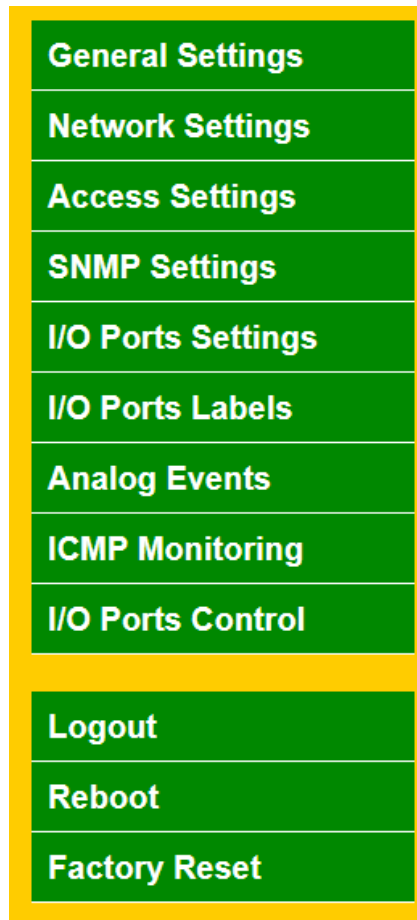 General Settings
Network Settings
Access Settings
SNMP Settings
I/O Ports Settings
I/O Ports Labels
Analog Events
ICMP Monitoring
I/O Ports Control
Logout
Reboot
Factory Reset